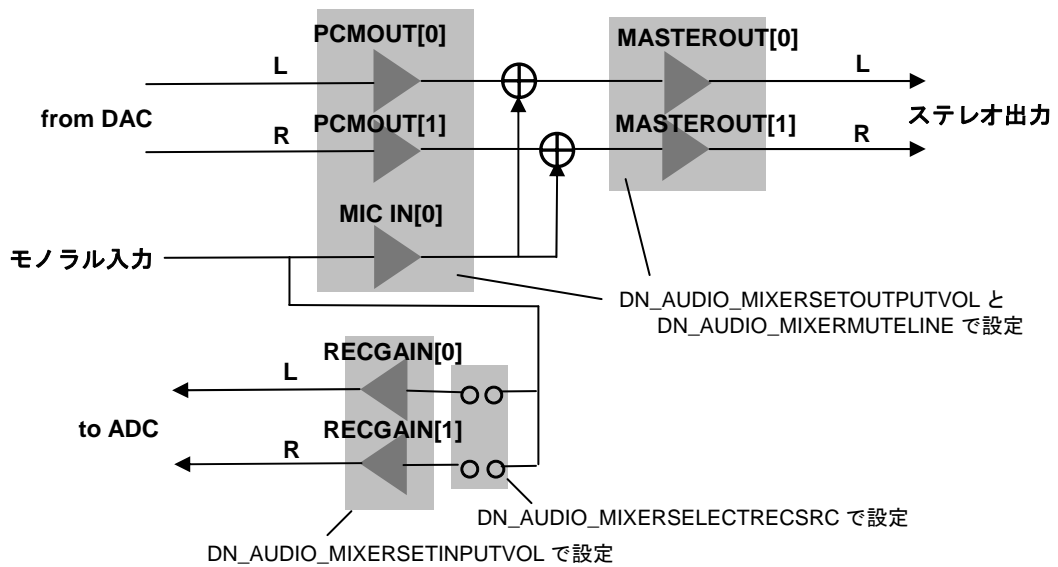 PCMOUT[0]
MASTEROUT[0]
L
L
from DAC
ステレオ出力
PCMOUT[1]
MASTEROUT[1]
R
R
MIC IN[0]
モノラル入力
DN_AUDIO_MIXERSETOUTPUTVOL と
DN_AUDIO_MIXERMUTELINE で設定
RECGAIN[0]
L
to ADC
RECGAIN[1]
R
DN_AUDIO_MIXERSELECTRECSRC で設定
DN_AUDIO_MIXERSETINPUTVOL で設定